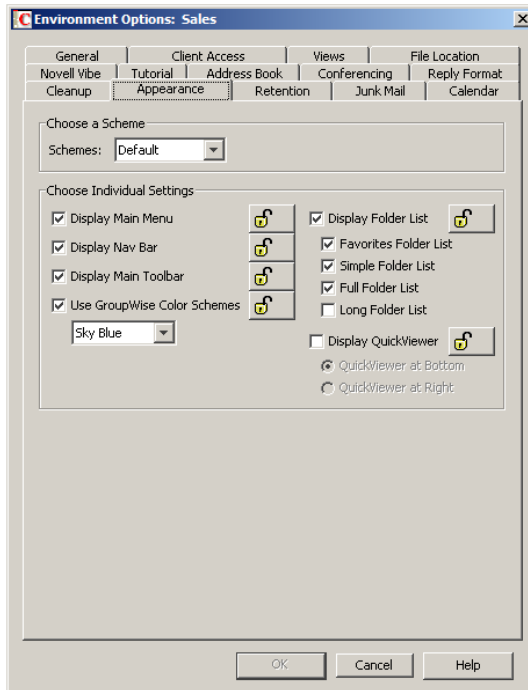 Environment Options: Sales
General Client Access Views File Location
Novell Vibe Tutorial Address Book Conferencing Reply Format
Cleanup Appearance Retention Junk Mail Calendar
Choose a Scheme
Schemes: Default
Choose Individual Settings
Display Main Menu
Display Nav Bar
Display Main Toolbar
Use GroupWise Color Schemes
Sky Blue
Display Folder List
Favorites Folder List
Simple Folder List
Full Folder List
Long Folder List
Display QuickViewer
QuickViewer at Bottom
QuickViewer at Right
OK Cancel Help